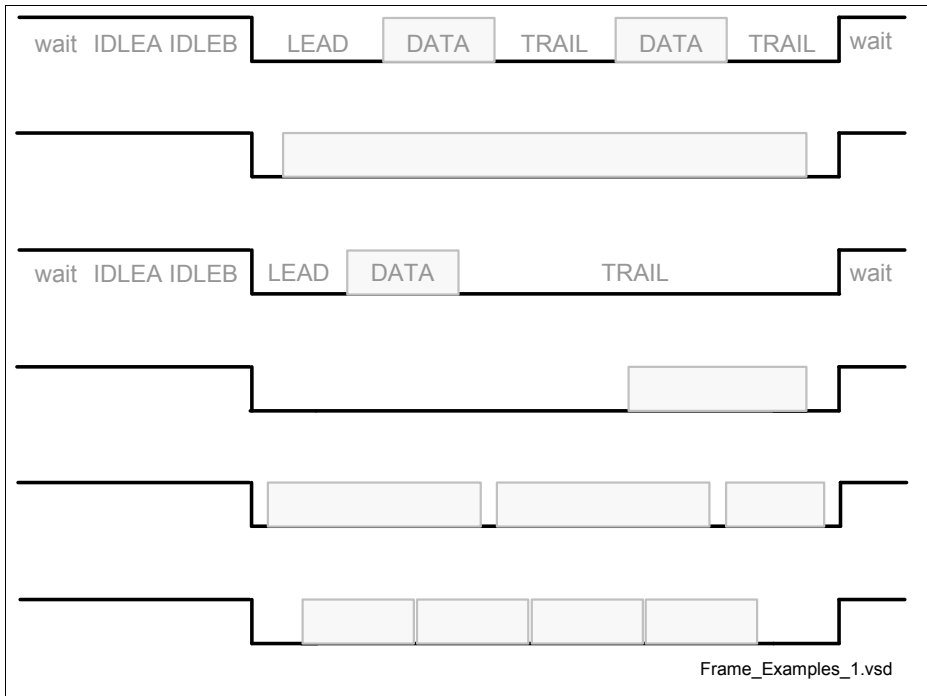 wait IDLEA IDLEB LEAD DATA TRAIL DATA TRAIL wait
wait IDLEA IDLEB LEAD DATA TRAIL wait
Frame_Examples_1.vsd